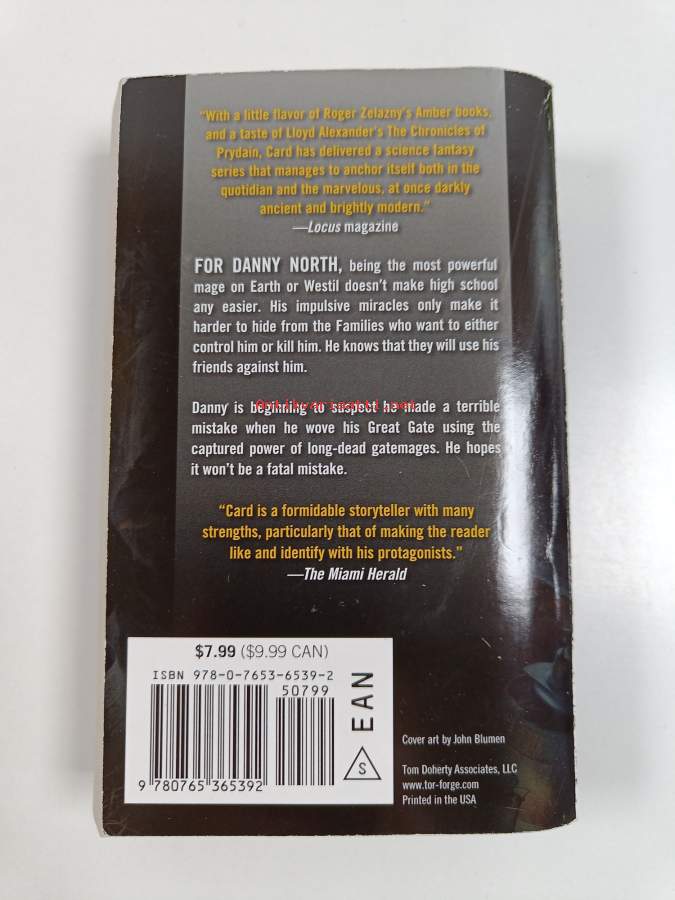 “With a little flavor of Roger Zelazny’s Amber books,
and a taste of Lloyd Alexander’s The Chronicles of
Prydain, Card has delivered a science fantasy
series that manages to anchor itself both in the
quotidian and the marvelous, at once darkly
ancient and brightly modern.”
—Locus magazine
FOR DANNY NORTH, being the most powerful
mage on Earth or Westil doesn’t make high school
any easier. His impulsive miracles only make it
harder to hide from the Families who want to either
control him or kill him. He knows that they will use his
friends against him.
Antikvariaatti.net
Danny is beginning to suspect he made a terrible
mistake when he wove his Great Gate using the
captured power of long-dead gatemages. He hopes
it won’t be a fatal mistake.
“Card is a formidable storyteller with many
strengths, particularly that of making the reader
like and identify with his protagonists.”
—The Miami Herald
$7.99 ($9.99 CAN)
ISBN 978-0-7653-6539-2
50799
EAN
S
9 780765 365392
Cover art by John Blumen
Tom Doherty Associates, LLC
www.tor-forge.com
Printed in the USA